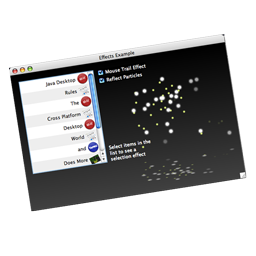 Effects Example
Java Desktop
Rules
The
Cross Platform
Desktop
World
and
Does More
Mouse Trail Effect
Reflect Particles
Select items in the
list to see a
selection effect